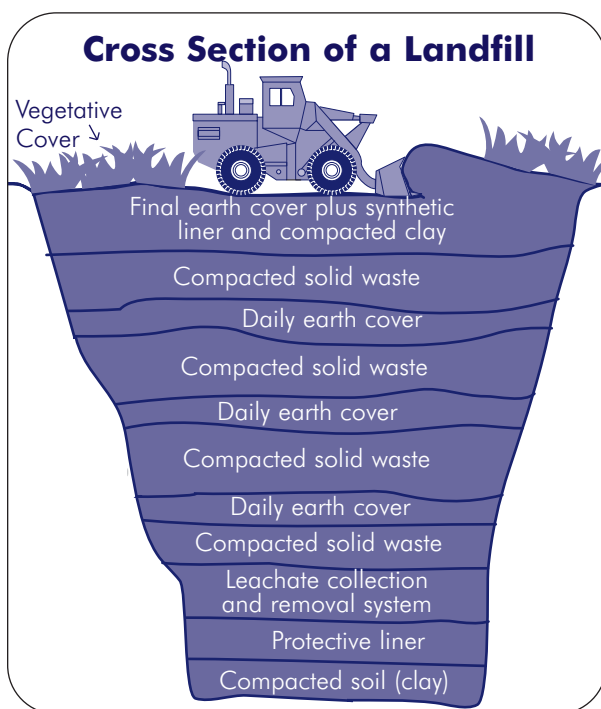 Cross Section of a Landfill
Vegetative
Cover
Final earth cover plus synthetic
liner and compacted clay
Compacted solid waste
Daily earth cover
Compacted solid waste
Daily earth cover
Compacted solid waste
Daily earth cover
Compacted solid waste
Leachate collection
and removal system
Protective liner
Compacted soil (clay)